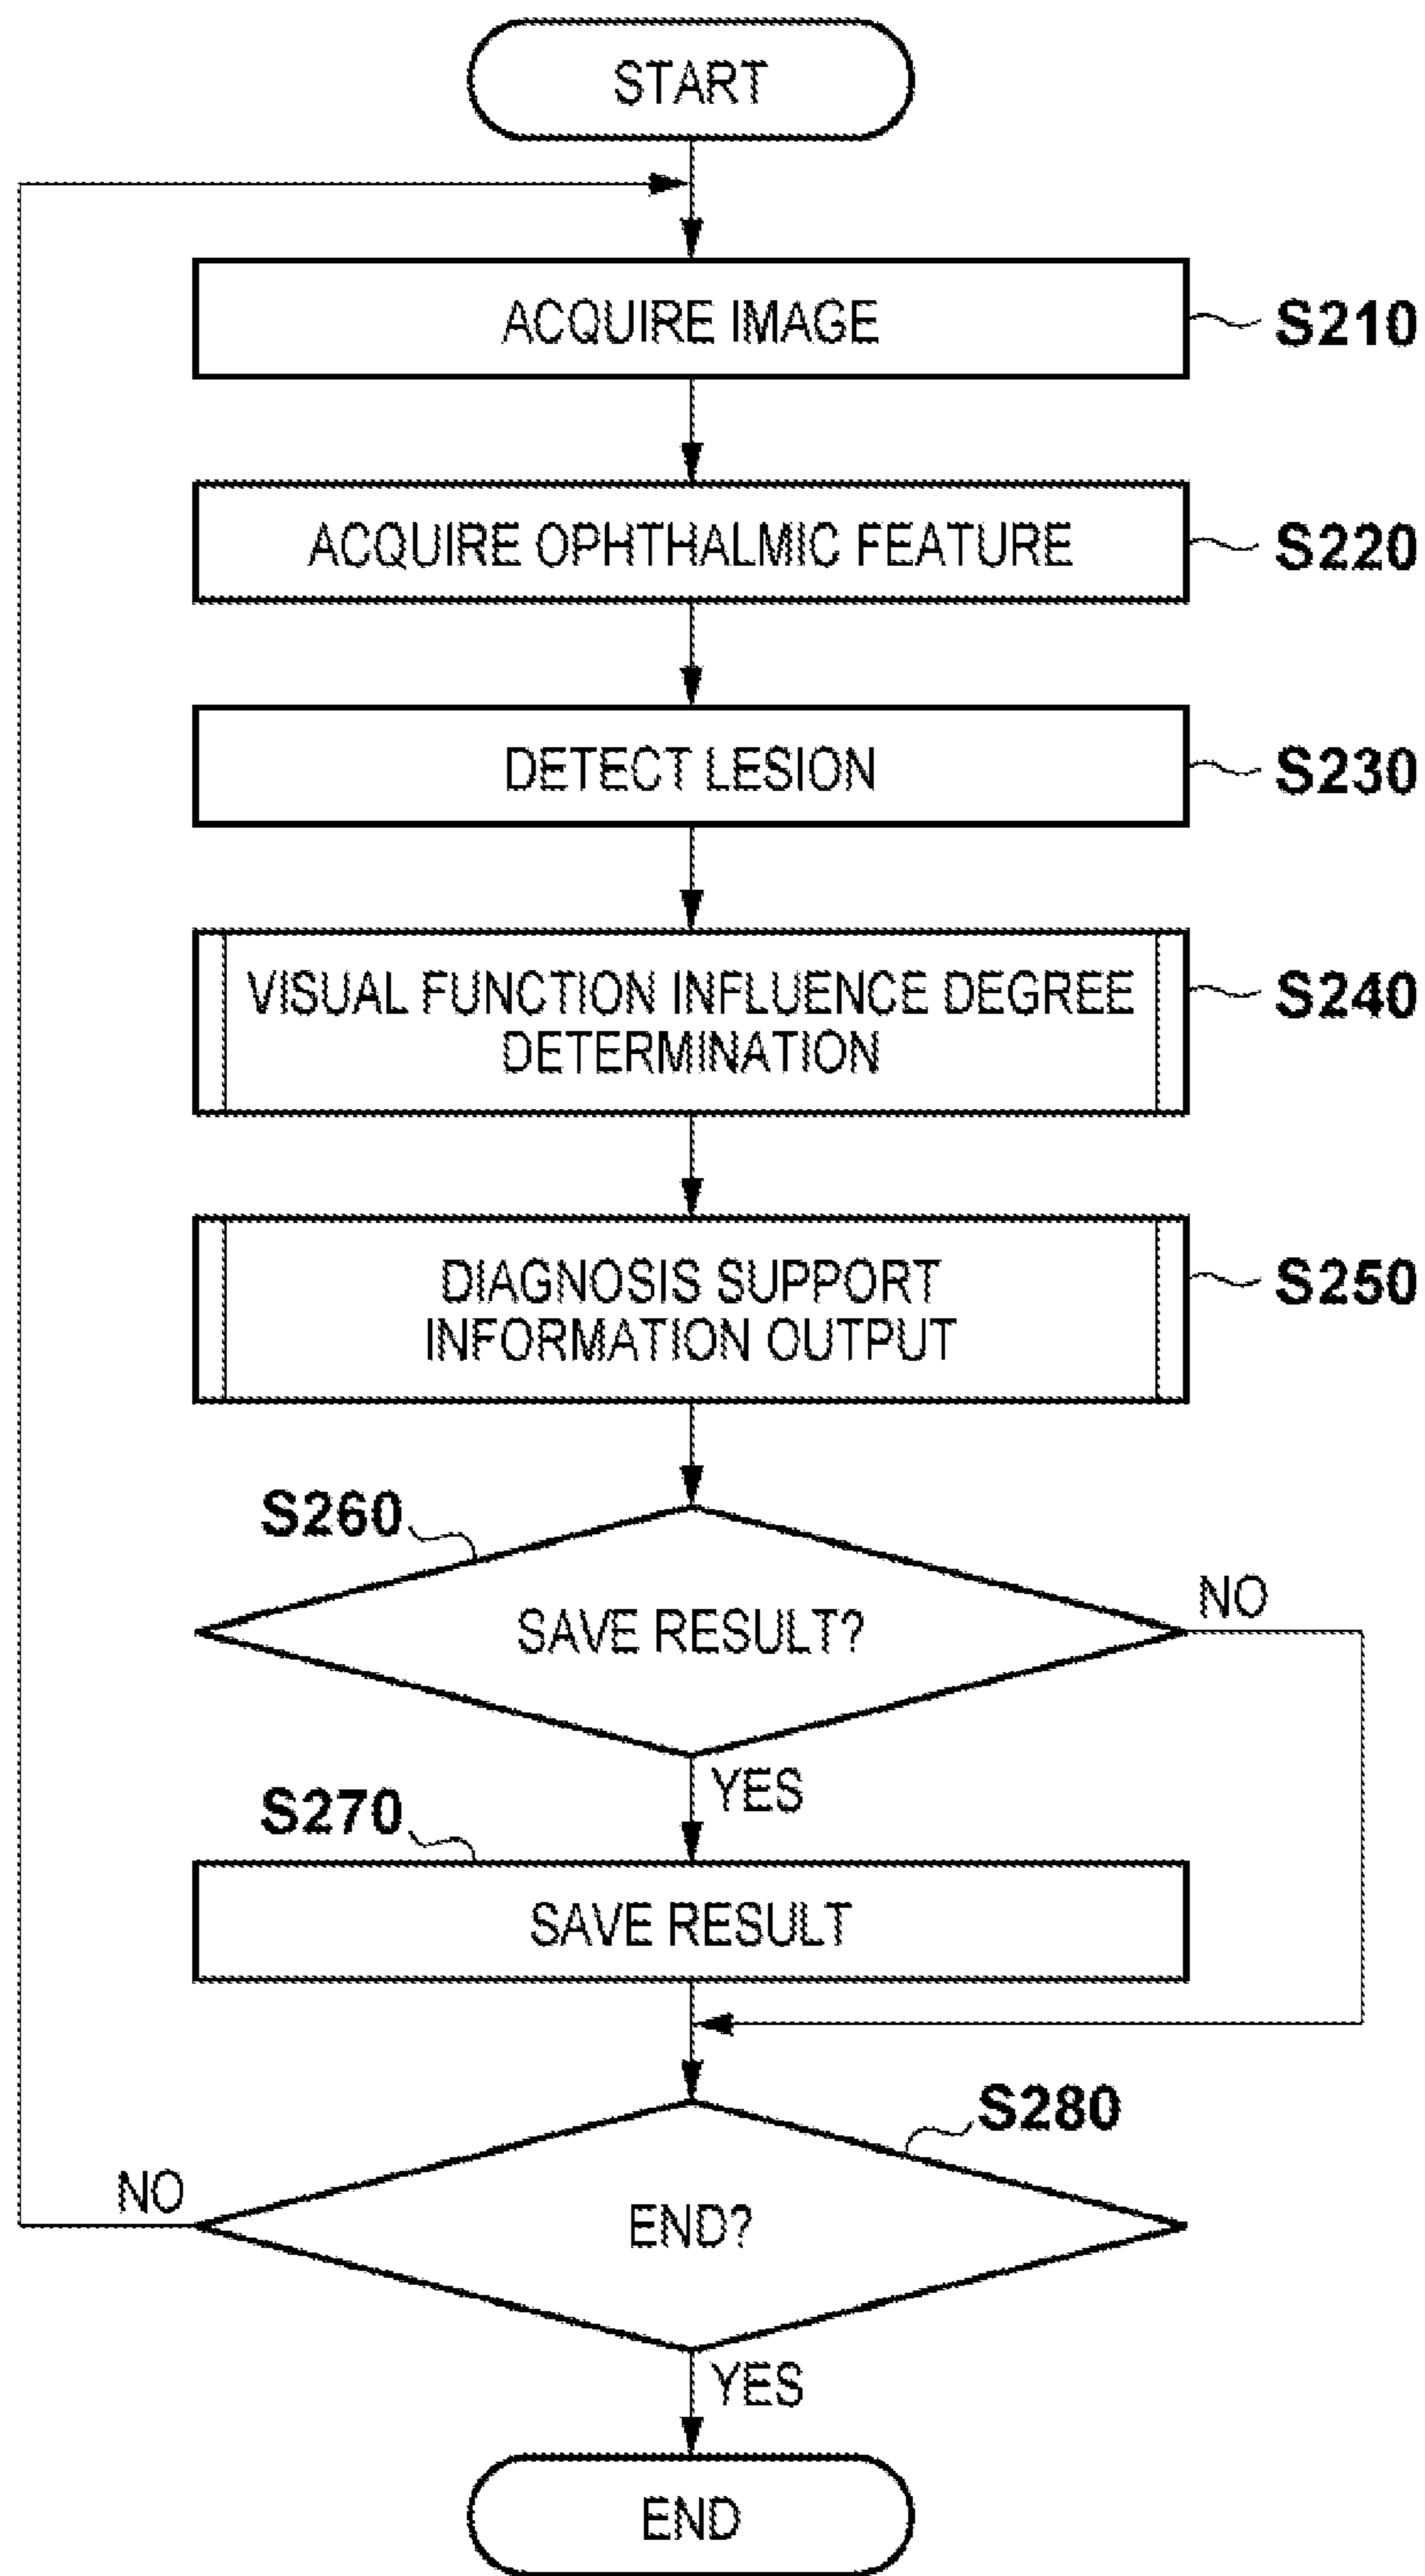 START
ACQUIRE IMAGE
S210
ACQUIRE OPHTHALMIC FEATURE
S220
DETECT LESION
S230
VISUAL FUNCTION INFLUENCE DEGREE
DETERMINATION
S240
DIAGNOSIS SUPPORT
INFORMATION OUTPUT
S250
S260
SAVE RESULT?
NO
YES
S270
SAVE RESULT
S280
NO
END?
YES
END